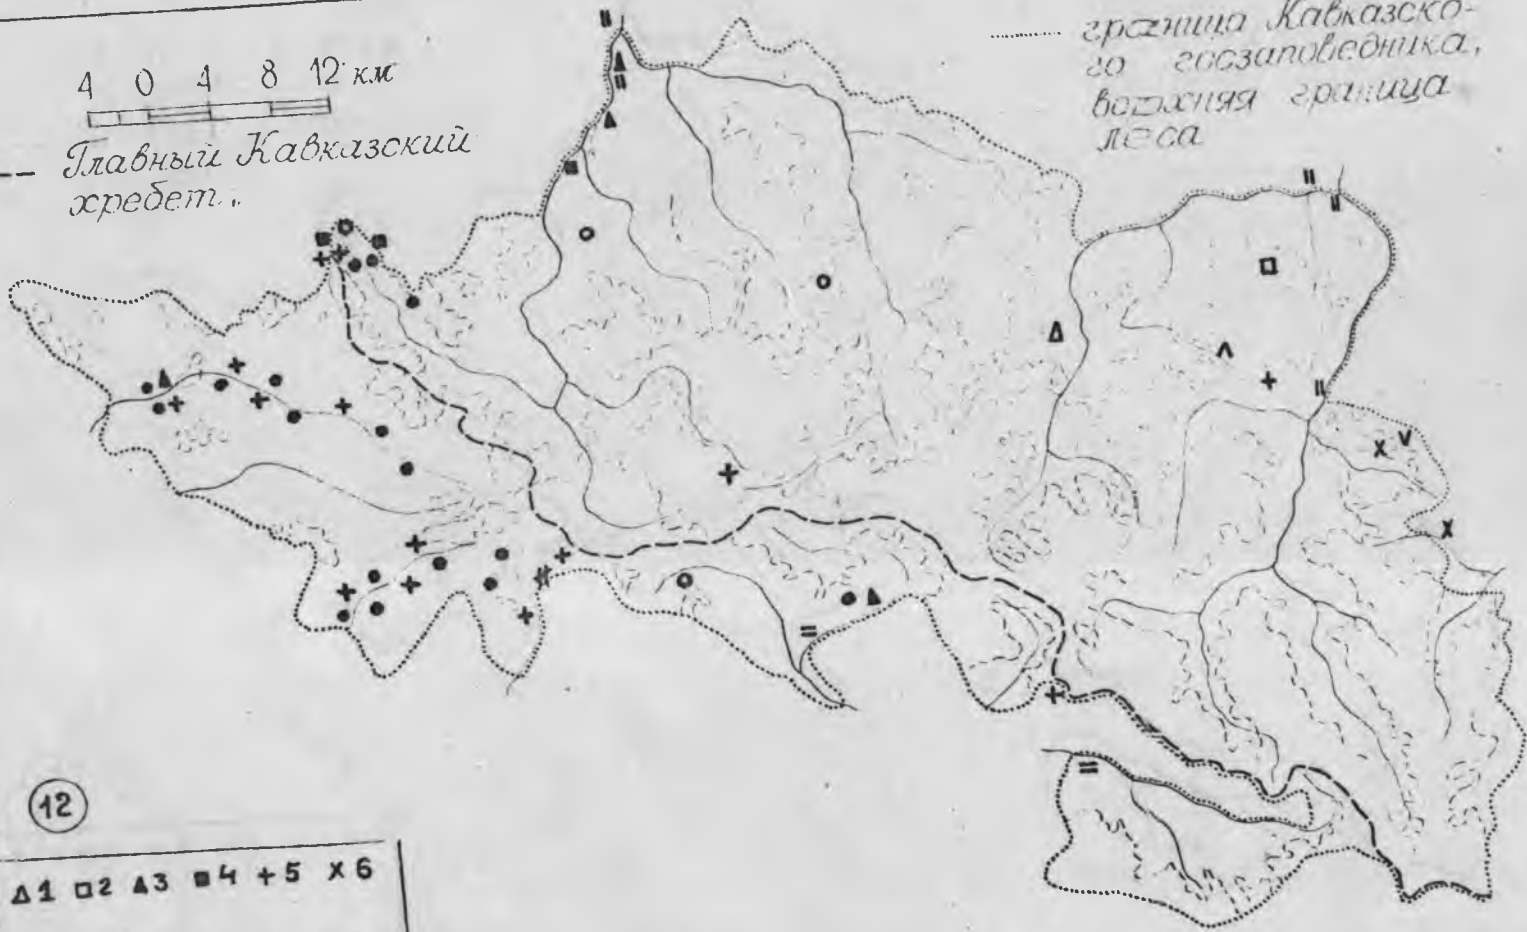 4 0 4 8 12 км
Главный Кавказский
хребет.
граница Кавказско-
го госзаповедника,
верхняя граница
леса
12
1 2 3 4 + 5 x 6